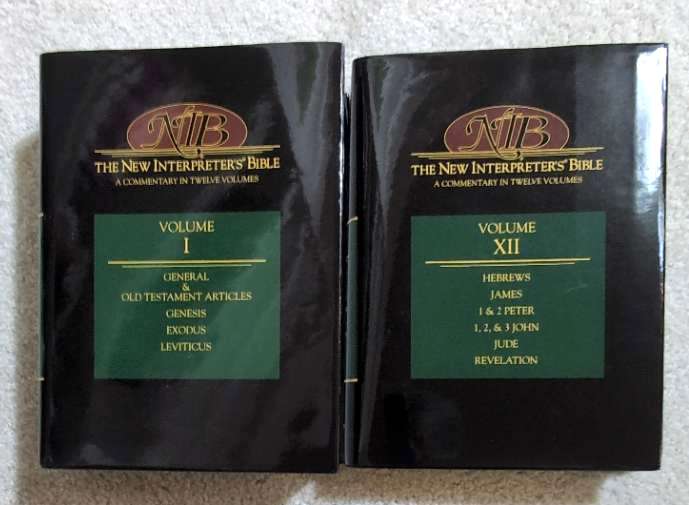 NIB
THE NEW INTERPRETER'S BIBLE
A COMMENTARY IN TWELVE VOLUMES
VOLUME
I
GENERAL
&
OLD TESTAMENT ARTICLES
GENESIS
EXODUS
LEVITICUS
NIB
THE NEW INTERPRETER'S BIBLE
A COMMENTARY IN TWELVE VOLUMES
VOLUME
XII
HEBREWS
JAMES
1 & 2 PETER
1, 2, & 3 JOHN
JUDE
REVELATION